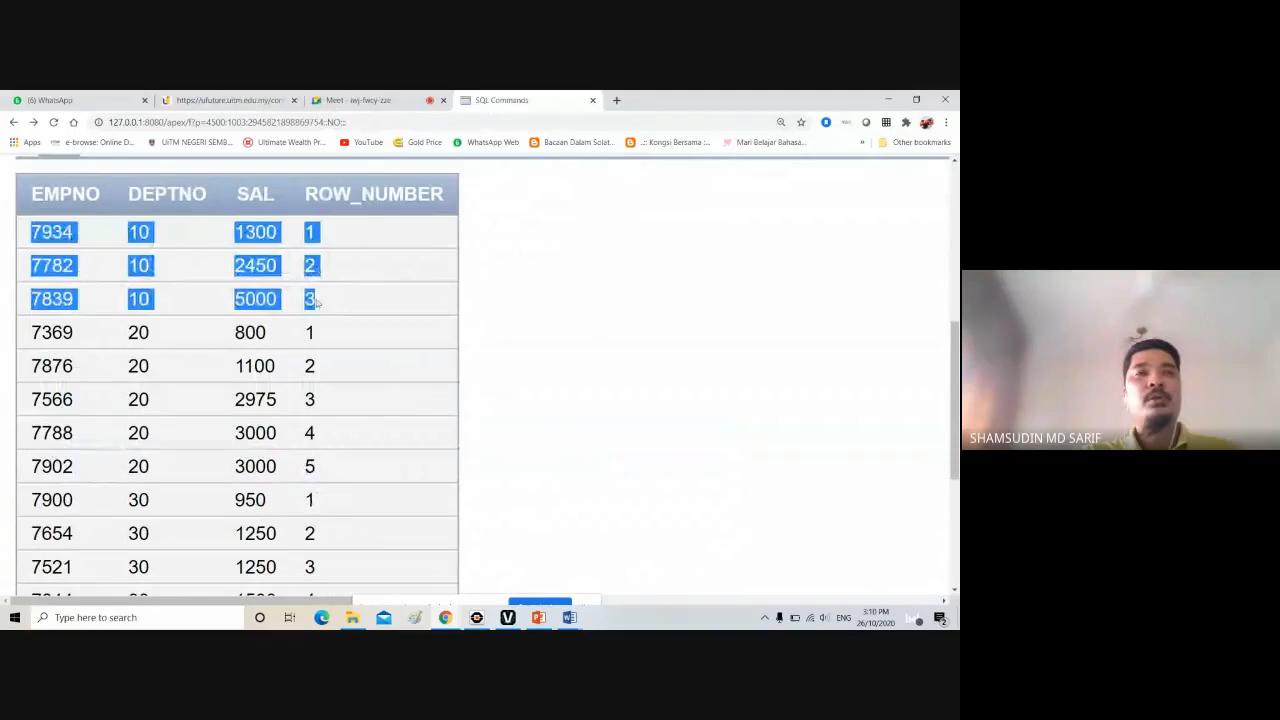 (6) WhatsApp
https://ufuture.uitm.edu.my/con
Meet - iwj-fwcy-zze
SQL Commands
127.0.0.1:8080/apex/f?p=4500:1003:2945821898869754::NO:::
Apps
e-browse: Online D...
UiTM NEGERI SEMB...
Ultimate Wealth Pr...
YouTube
Gold Price
WhatsApp Web
Bacaan Dalam Solat...
.:: Kongsi Bersama :...
Mari Belajar Bahasa...
»
Other bookmarks
EMPNO DEPTNO SAL ROW_NUMBER
7934 10 1300 1
7782 10 2450 2
7839 10 5000 3
7369 20 800 1
7876 20 1100 2
7566 20 2975 3
7788 20 3000 4
7902 20 3000 5
7900 30 950 1
7654 30 1250 2
7521 30 1250 3
SHAMSUDIN MD SARIF
Type here to search
ENG
3:10 PM
26/10/2020
2